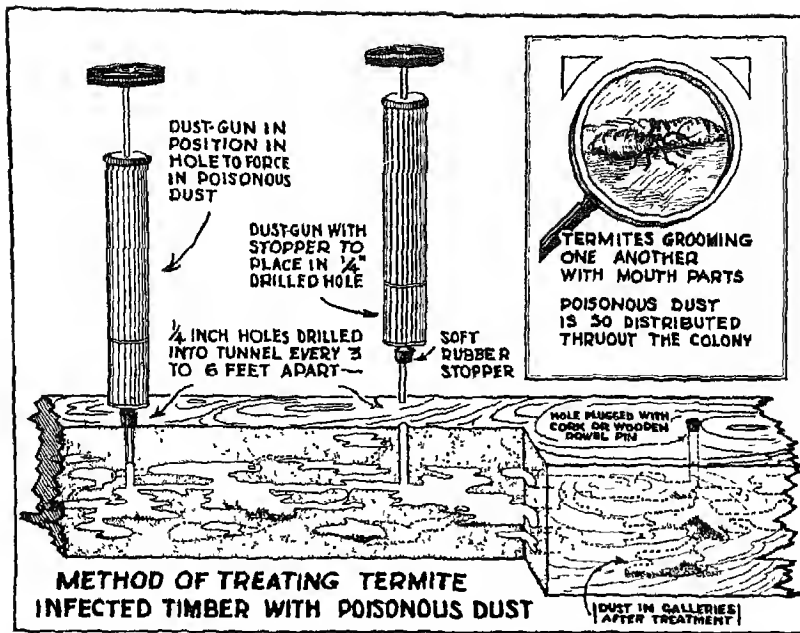 DUST-GUN IN
POSITION IN
HOLE TO FORCE
IN POISONOUS
DUST
DUST-GUN WITH
STOPPER TO
PLACE IN 1/4"
DRILLED HOLE
1/4 INCH HOLES DRILLED
INTO TUNNEL EVERY 3
TO 6 FEET APART—
SOFT
RUBBER
STOPPER
TERMITES GROOMING
ONE ANOTHER
WITH MOUTH PARTS
POISONOUS DUST
IS SO DISTRIBUTED
THRUOUT THE COLONY
HOLE PLUGGED WITH
CORK OR WOODEN
DOWAL PIN
METHOD OF TREATING TERMITE
INFECTED TIMBER WITH POISONOUS DUST
DUST IN GALLERIES
AFTER TREATMENT